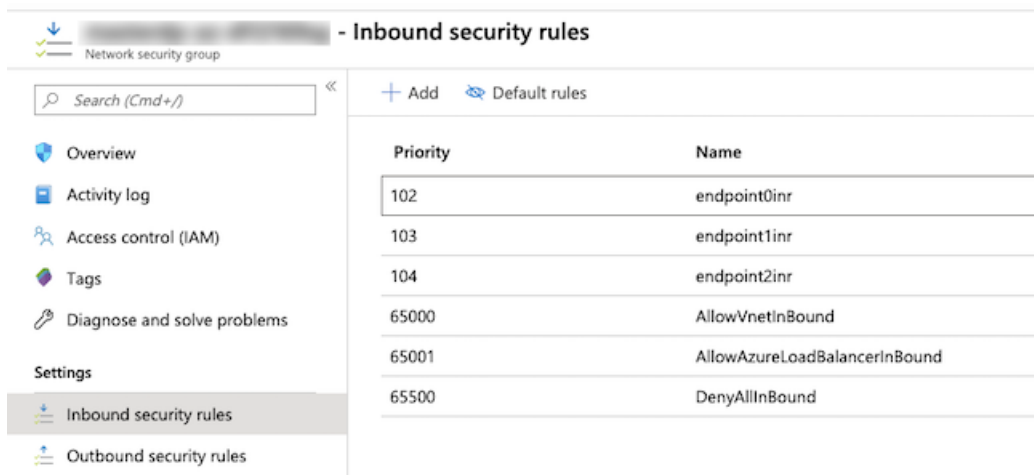 - Inbound security rules
Network security group
Search (Cmd+/)
«
Overview
Activity log
Access control (IAM)
Tags
Diagnose and solve problems
Settings
Inbound security rules
Outbound security rules
+ Add Default rules
Priority Name
102 endpoint0inr
103 endpoint1inr
104 endpoint2inr
65000 AllowVnetInBound
65001 AllowAzureLoadBalancerInBound
65500 DenyAllInBound